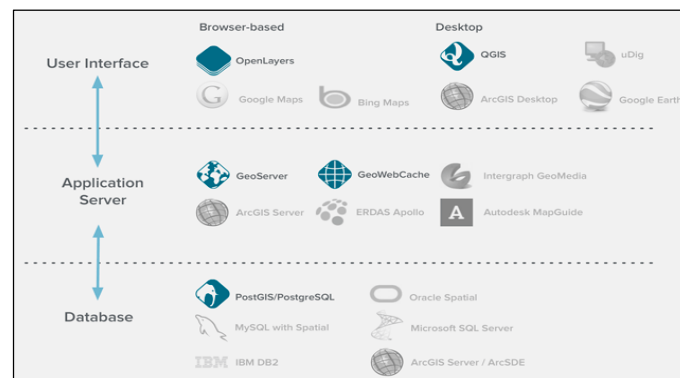 Browser-based Desktop
User Interface
OpenLayers QGIS uDig
G Google Maps b Bing Maps ArcGIS Desktop Google Earth
Application
Server
GeoServer GeoWebCache Intergraph GeoMedia
ArcGIS Server ERDAS Apollo A Autodesk MapGuide
Database
PostGIS/PostgreSQL Oracle Spatial
MySQL with Spatial Microsoft SQL Server
IBM IBM DB2 ArcGIS Server / ArcSDE